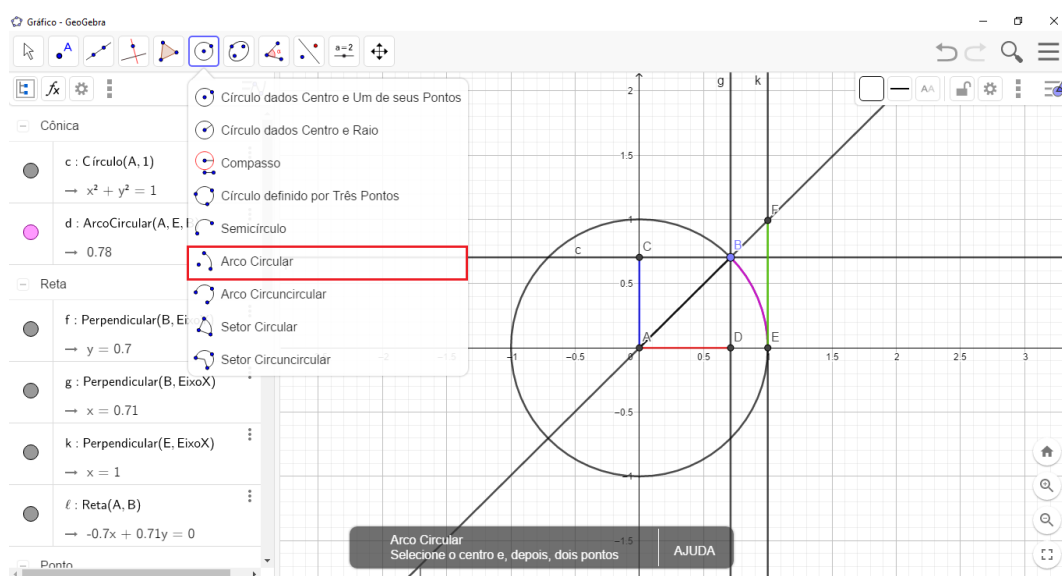 Gráfico - GeoGebra
a=2
fx
AA
Cônica
c : Círculo(A, 1)
→ x² + y² = 1
d : ArcoCircular(A, E,
→ 0.78
Reta
f : Perpendicular(B, Ei
→ y = 0.7
g : Perpendicular(B, EixoX)
→ x = 0.71
k : Perpendicular(E, EixoX)
→ x = 1
ℓ : Reta(A, B)
→ -0.7x + 0.71y = 0
Ponto
Círculo dados Centro e Um de seus Pontos
Círculo dados Centro e Raio
Compasso
Círculo definido por Três Pontos
Semicírculo
Arco Circular
Arco Circuncircular
Setor Circular
Setor Circuncircular
g k
2
1.5
F
1
c C B
0.5
A D E
-1.5 -1 -0.5 0 0.5 1 1.5 2 2.5 3
-0.5
-1
-1.5
Arco Circular
Selecione o centro e, depois, dois pontos
AJUDA